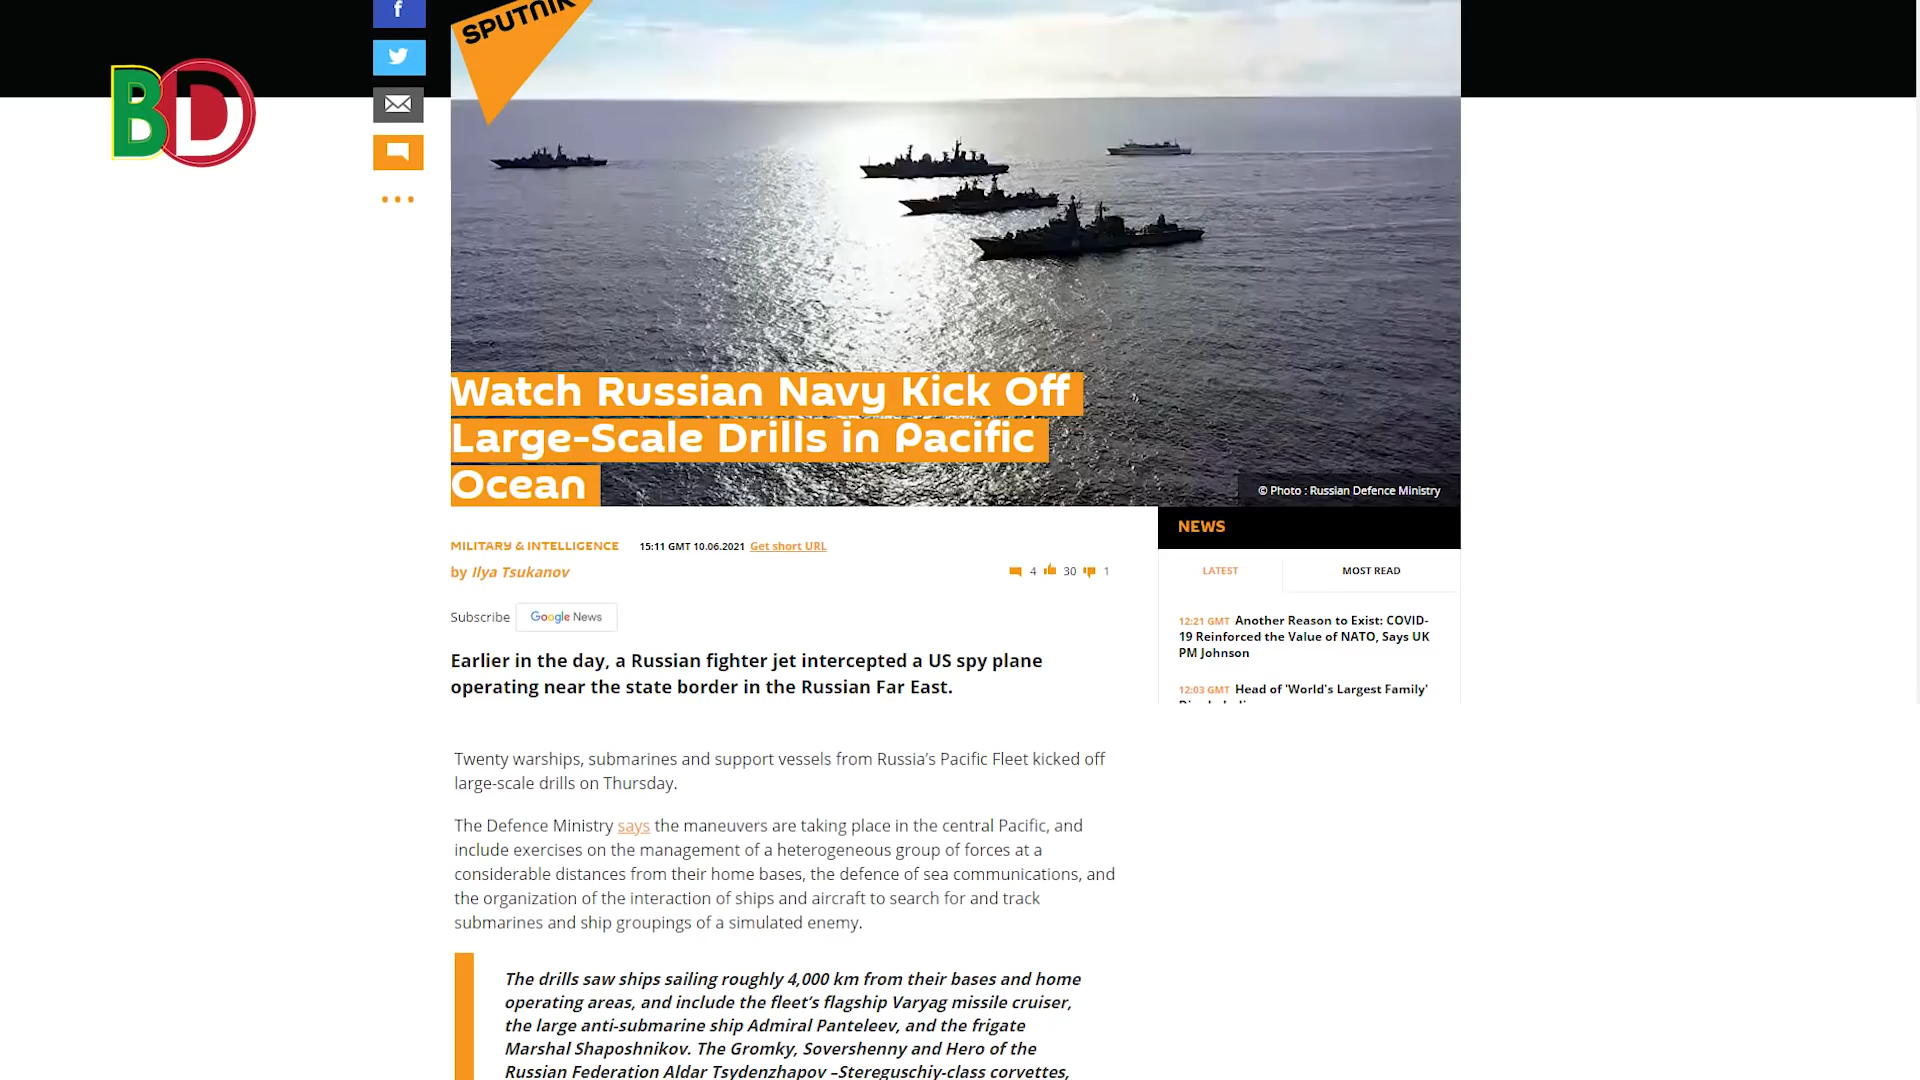 f
SPUTNIK
BD
Watch Russian Navy Kick Off
Large-Scale Drills in Pacific
Ocean
© Photo : Russian Defence Ministry
MILITARY & INTELLIGENCE
15:11 GMT 10.06.2021 Get short URL
by Ilya Tsukanov
4 30 1
Subscribe Google News
Earlier in the day, a Russian fighter jet intercepted a US spy plane
operating near the state border in the Russian Far East.
Twenty warships, submarines and support vessels from Russia’s Pacific Fleet kicked off
large-scale drills on Thursday.
The Defence Ministry says the maneuvers are taking place in the central Pacific, and
include exercises on the management of a heterogeneous group of forces at a
considerable distances from their home bases, the defence of sea communications, and
the organization of the interaction of ships and aircraft to search for and track
submarines and ship groupings of a simulated enemy.
The drills saw ships sailing roughly 4,000 km from their bases and home
operating areas, and include the fleet’s flagship Varyag missile cruiser,
the large anti-submarine ship Admiral Panteleev, and the frigate
Marshal Shaposhnikov. The Gromky, Sovershenny and Hero of the
Russian Federation Aldar Tsydenzhapov –Stereguschiy-class corvettes,
NEWS
LATEST MOST READ
12:21 GMT Another Reason to Exist: COVID-
19 Reinforced the Value of NATO, Says UK
PM Johnson
12:03 GMT Head of 'World's Largest Family'